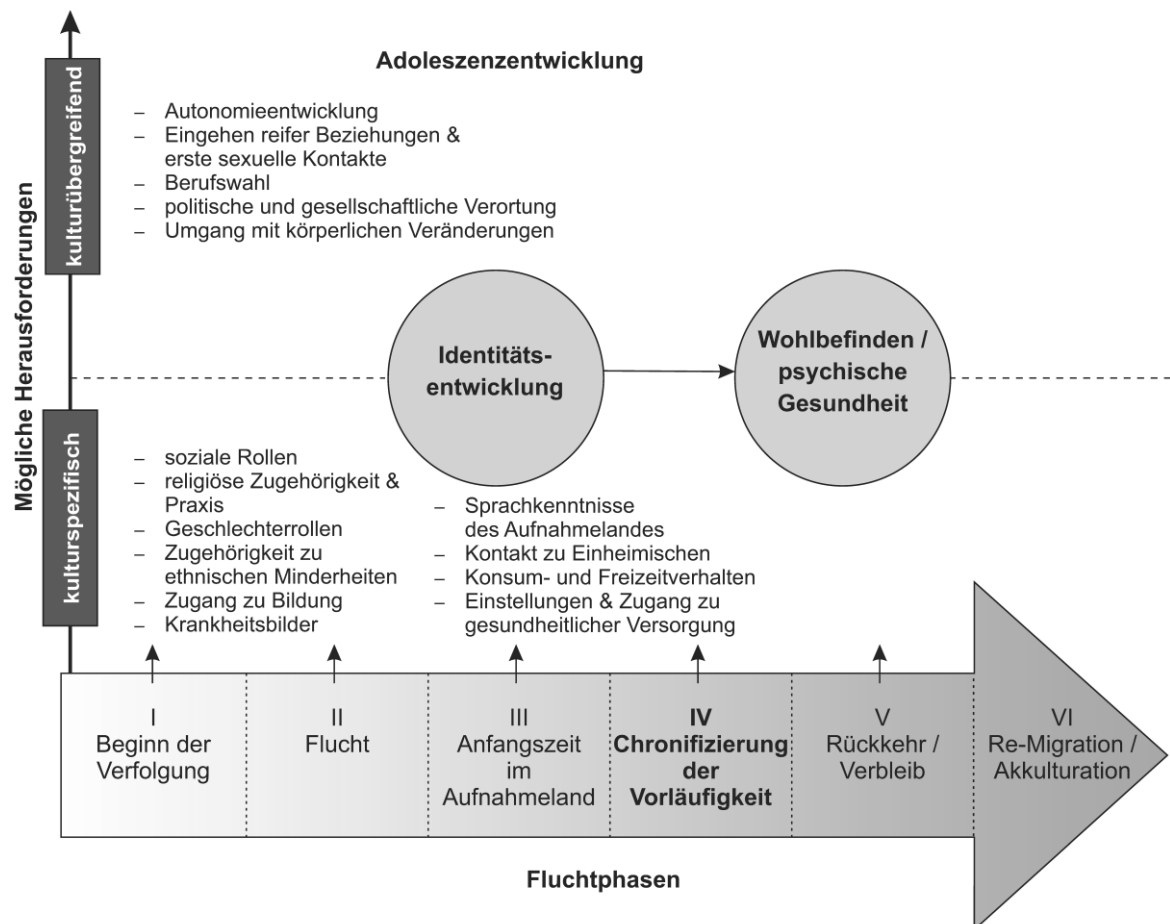 Adoleszenzentwicklung
– Autonomieentwicklung
– Eingehen reifer Beziehungen &
erste sexuelle Kontakte
– Berufswahl
– politische und gesellschaftliche Verortung
– Umgang mit körperlichen Veränderungen
Mögliche Herausforderungen
kulturübergreifend
kulturspezifisch
Identitäts-
entwicklung
Wohlbefinden /
psychische
Gesundheit
– soziale Rollen
– religiöse Zugehörigkeit &
Praxis
– Geschlechterrollen
– Zugehörigkeit zu
ethnischen Minderheiten
– Zugang zu Bildung
– Krankheitsbilder
– Sprachkenntnisse
des Aufnahmelandes
– Kontakt zu Einheimischen
– Konsum- und Freizeitverhalten
– Einstellungen & Zugang zu
gesundheitlicher Versorgung
I
Beginn der
Verfolgung
II
Flucht
III
Anfangszeit
im
Aufnahmeland
IV
Chronifizierung
der
Vorläufigkeit
V
Rückkehr /
Verbleib
VI
Re-Migration /
Akkulturation
Fluchtphasen